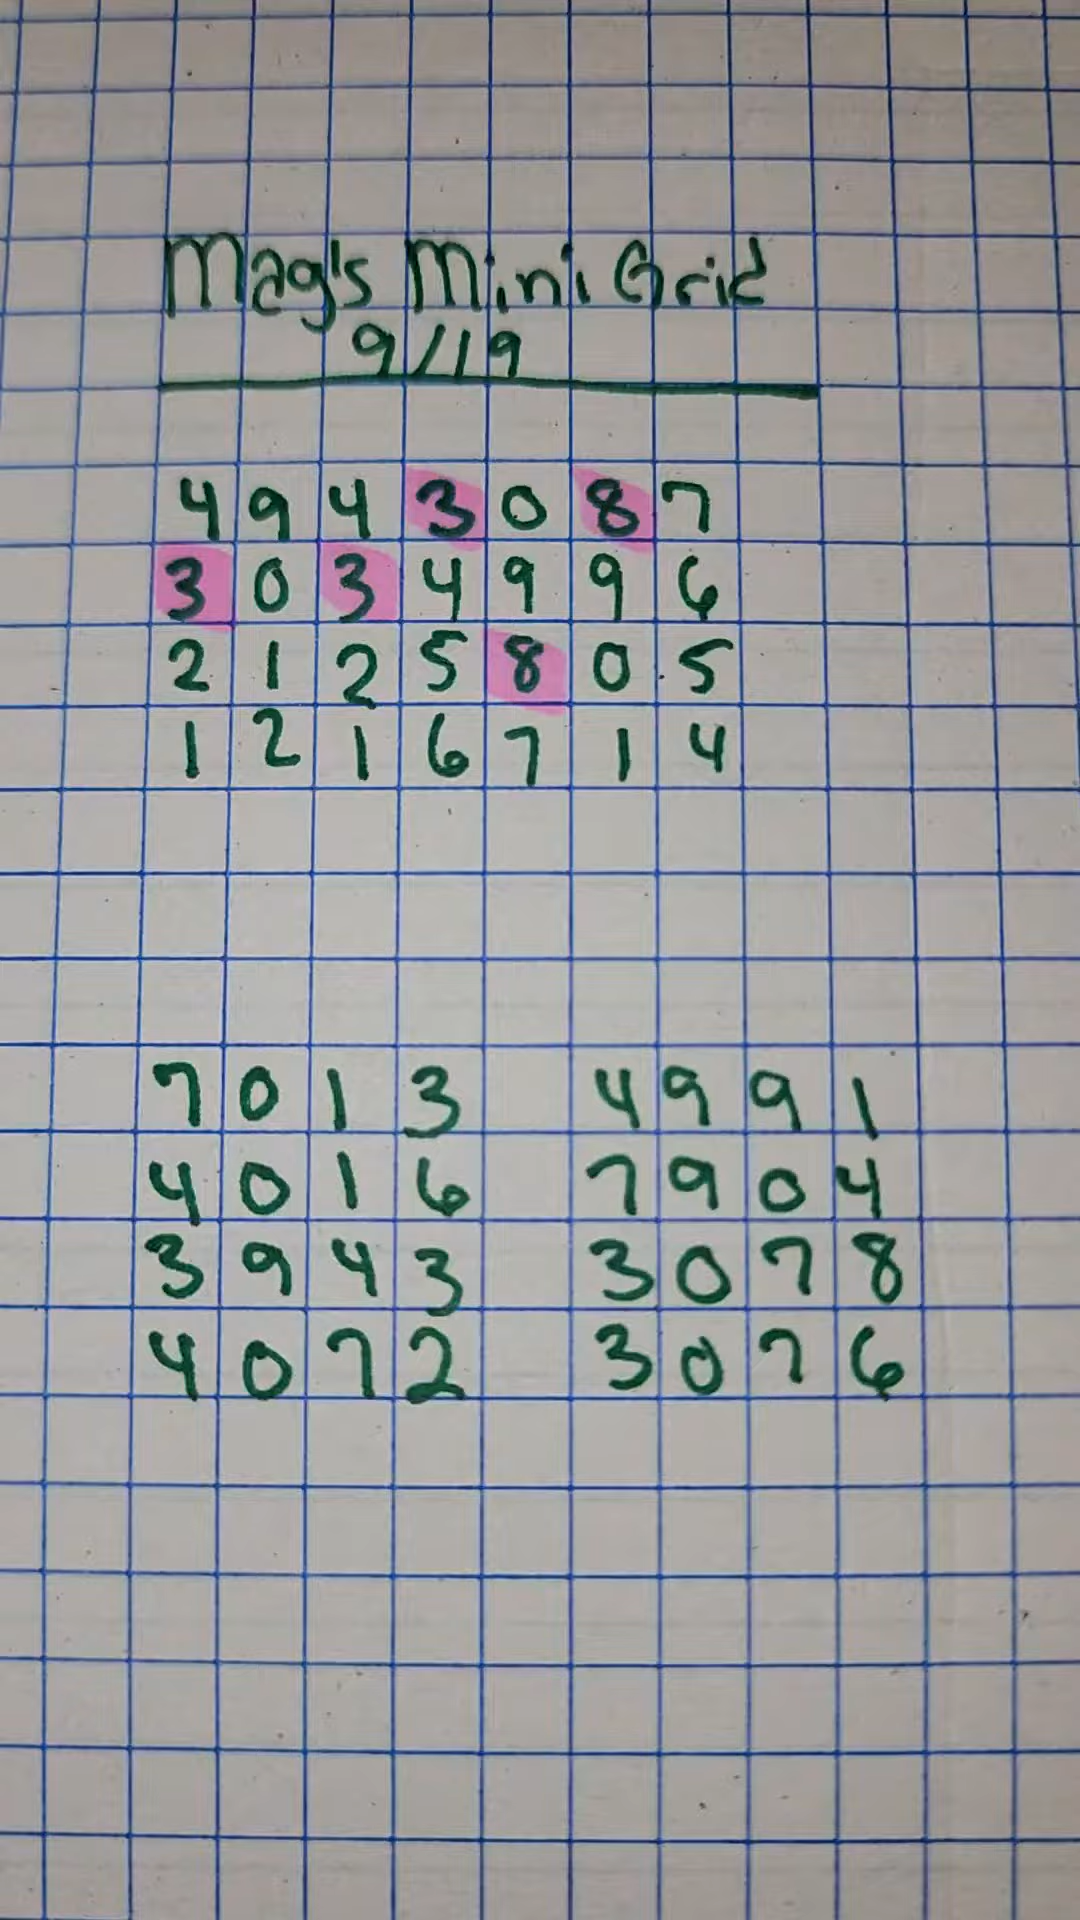 Mag's Mini Grid
9/19
4 9 4 3 0 8 7
3 0 3 4 9 9 6
2 1 2 5 8 0 5
1 2 1 6 7 1 4
7 0 1 3 4 9 9 1
4 0 1 6 7 9 0 4
3 9 4 3 3 0 7 8
4 0 7 2 3 0 7 6